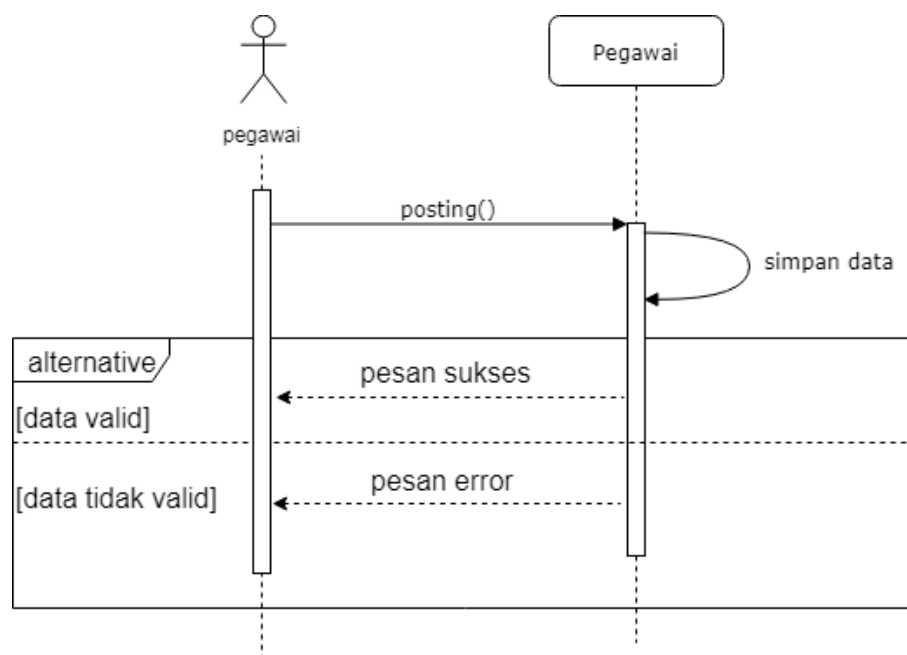 Pegawai
pegawai
posting()
simpan data
alternative
pesan sukses
[data valid]
pesan error
[data tidak valid]